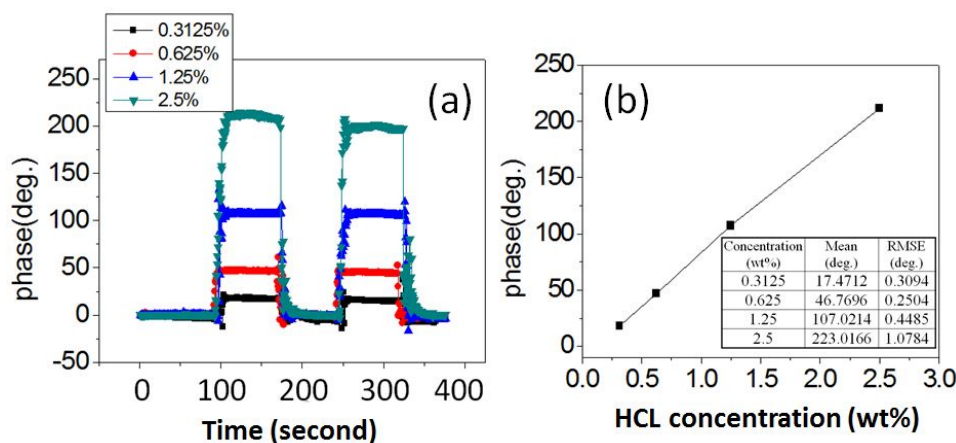 0.3125%
0.625%
1.25%
2.5%
(a)
250
200
150
100
50
0
-50
phase(deg.)
0 100 200 300 400
Time (second)
(b)
250
200
150
100
50
0
phase(deg.)
Concentration (wt%) Mean (deg.) RMSE (deg.)
0.3125 17.4712 0.3094
0.625 46.7696 0.2504
1.25 107.0214 0.4485
2.5 223.0166 1.0784
0.0 0.5 1.0 1.5 2.0 2.5 3.0
HCL concentration (wt%)